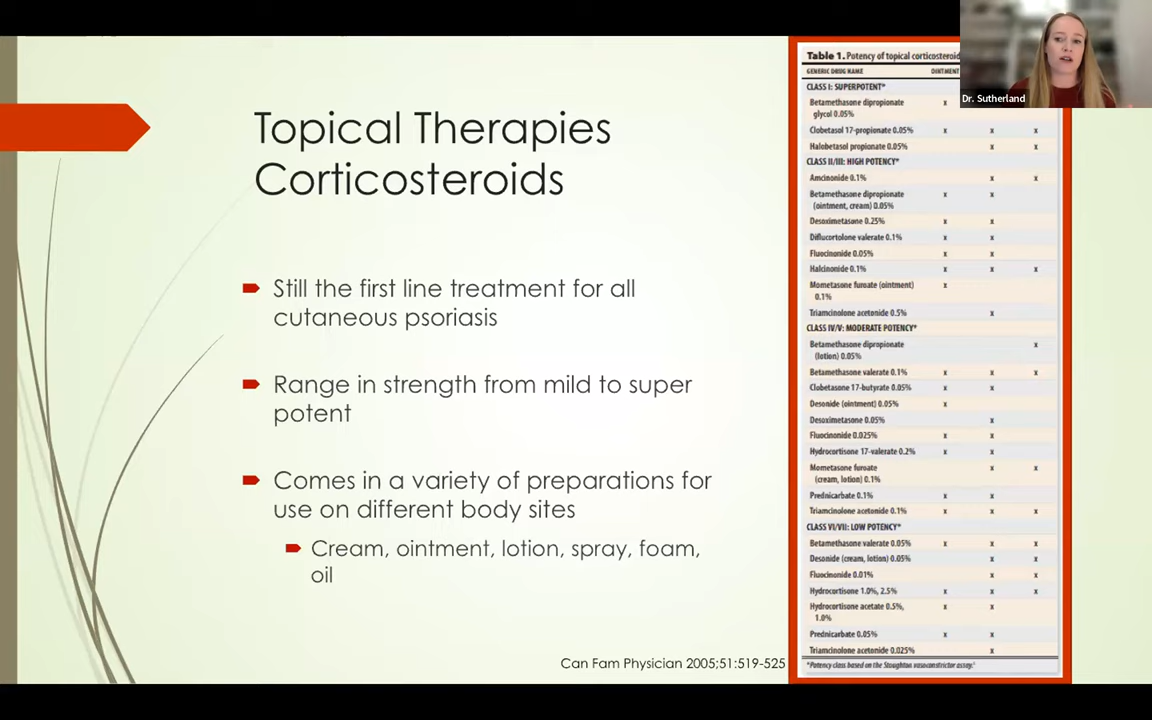 Topical Therapies
Corticosteroids
Still the first line treatment for all
cutaneous psoriasis
Range in strength from mild to super
potent
Comes in a variety of preparations for
use on different body sites
Cream, ointment, lotion, spray, foam,
oil
Can Fam Physician 2005;51:519-525
Dr. Sutherland
Table 1. Potency of topical corticosteroid
GENERIC DRUG NAME OINTMENT
CLASS I: SUPERPOTENT*
Betamethasone dipropionate x
glycol 0.05%
Clobetasol 17-propionate 0.05% x x x
Halobetasol propionate 0.05% x x
CLASS II/III: HIGH POTENCY*
Amcinonide 0.1% x x
Betamethasone dipropionate x x
(ointment, cream) 0.05%
Desoximetasone 0.25% x x
Diflucortolone valerate 0.1% x x
Fluocinonide 0.05% x x
Halcinonide 0.1% x x x
Mometasone furoate (ointment) x
0.1%
Triamcinolone acetonide 0.5% x
CLASS IV/V: MODERATE POTENCY*
Betamethasone dipropionate x
(lotion) 0.05%
Betamethasone valerate 0.1% x x x
Clobetasone 17-butyrate 0.05% x x
Desonide (ointment) 0.05% x
Desoximetasone 0.05% x
Fluocinonide 0.025% x x
Hydrocortisone 17-valerate 0.2% x x
Mometasone furoate x x
(cream, lotion) 0.1%
Prednicarbate 0.1% x x
Triamcinolone acetonide 0.1% x x x
CLASS VI/VII: LOW POTENCY*
Betamethasone valerate 0.05% x x x
Desonide (cream, lotion) 0.05% x x
Fluocinonide 0.01% x x
Hydrocortisone 1.0%, 2.5% x x x
Hydrocortisone acetate 0.5%, x x
1.0%
Prednicarbate 0.05% x x
Triamcinolone acetonide 0.025% x
*Potency class based on the Stoughton vasoconstrictor assay.